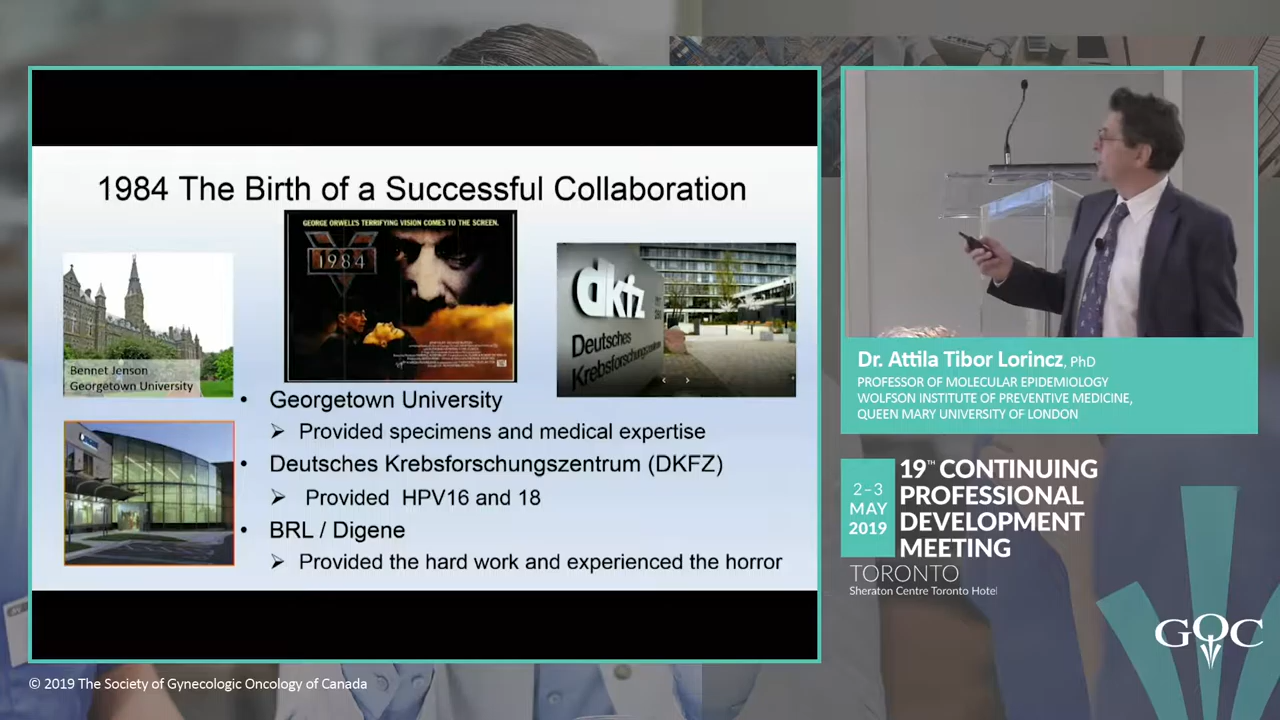 1984 The Birth of a Successful Collaboration
GEORGE ORWELL'S TERRIFYING VISION COMES TO THE SCREEN.
1984
dkfz
Deutsches
Krebsforschungszentrum
Bennet Jenson
Georgetown University
• Georgetown University
➢ Provided specimens and medical expertise
• Deutsches Krebsforschungszentrum (DKFZ)
➢ Provided HPV16 and 18
• BRL / Digene
➢ Provided the hard work and experienced the horror
Dr. Attila Tibor Lorincz, PhD
PROFESSOR OF MOLECULAR EPIDEMIOLOGY
WOLFSON INSTITUTE OF PREVENTIVE MEDICINE,
QUEEN MARY UNIVERSITY OF LONDON
2–3
MAY
2019
19™ CONTINUING
PROFESSIONAL
DEVELOPMENT
MEETING
TORONTO
Sheraton Centre Toronto Hotel
GOC
© 2019 The Society of Gynecologic Oncology of Canada